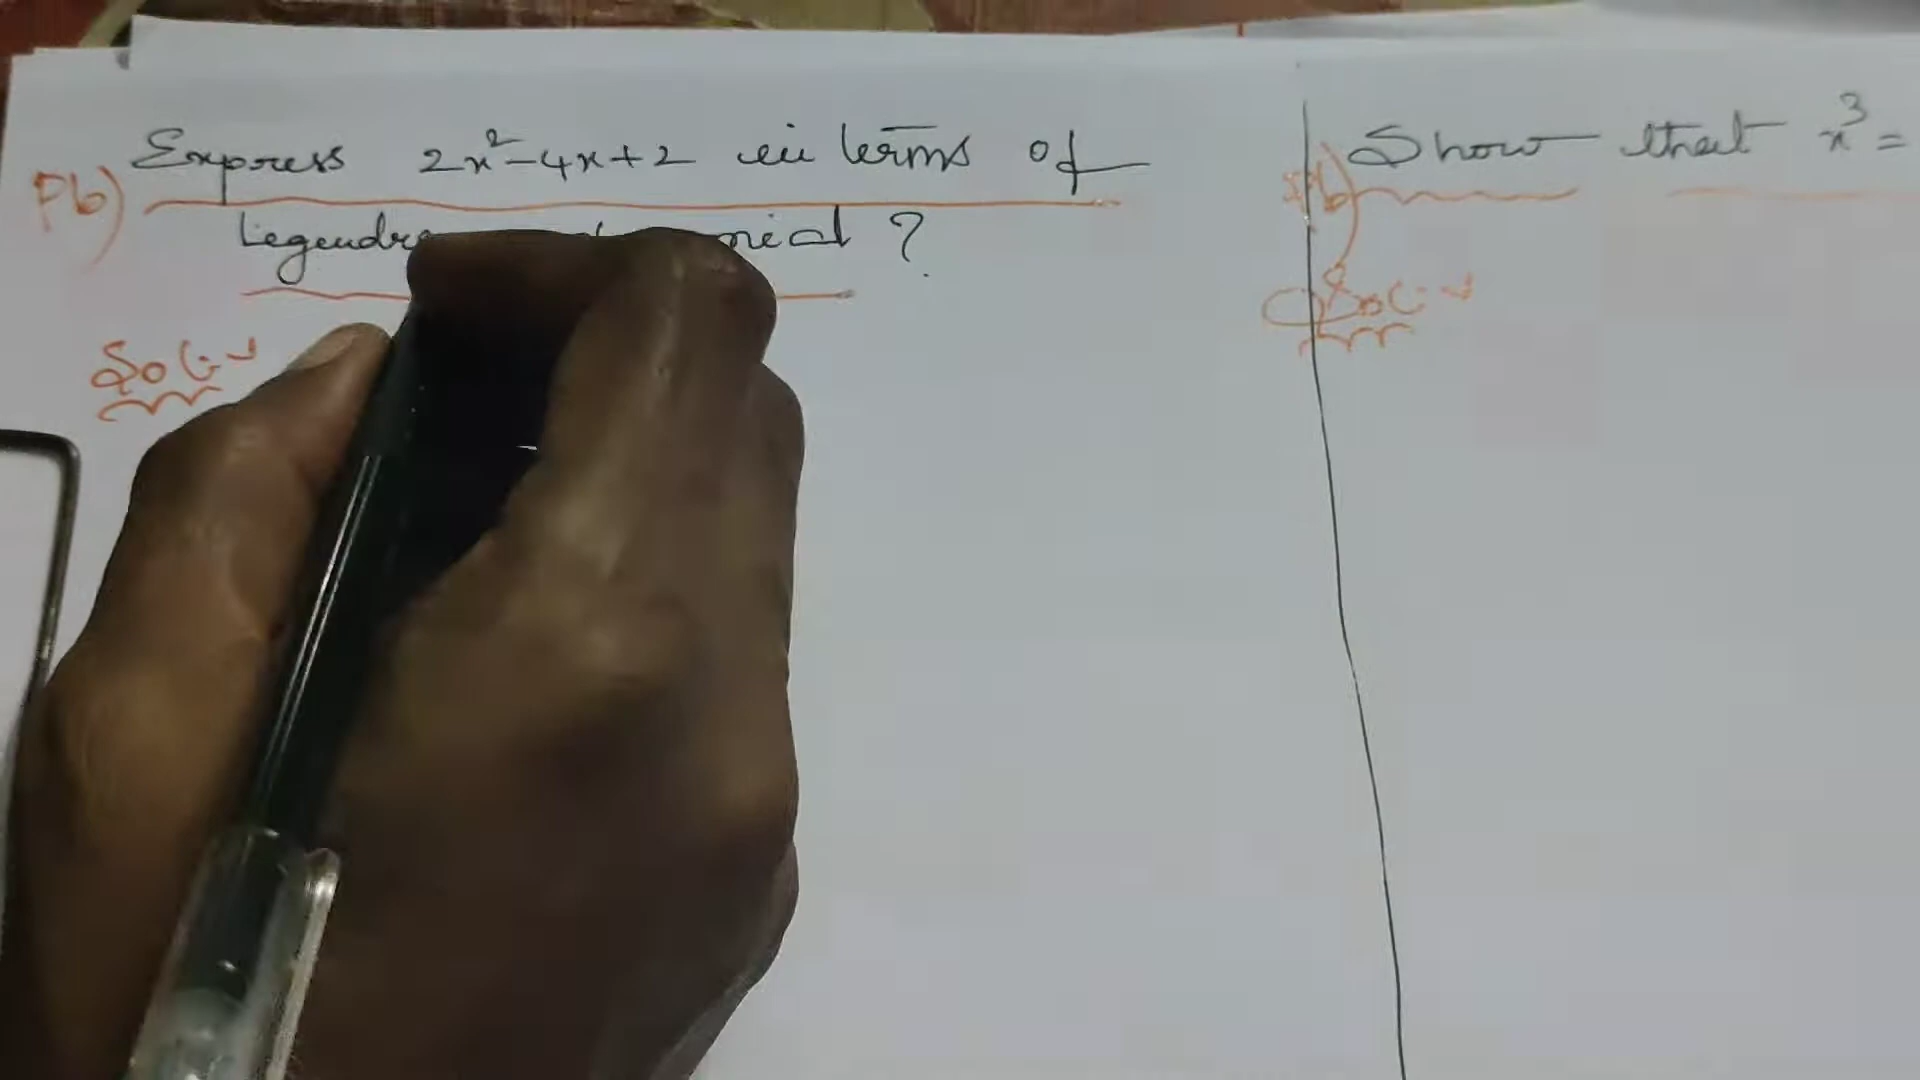 Pb) Express 2x²-4x+2 in terms of
Legendre ?
Sol:-
Pb) Show that x³=
Sol:-